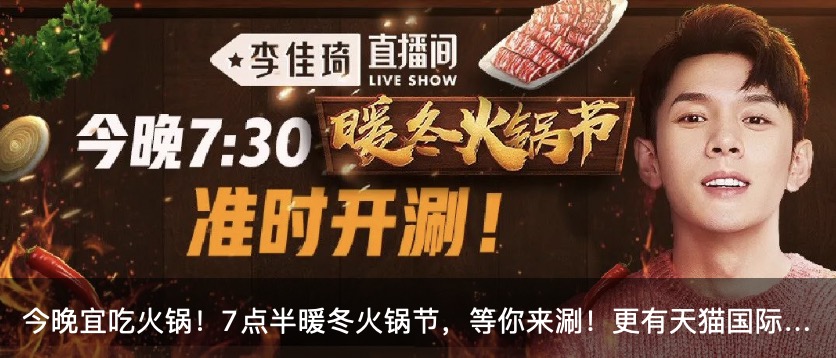 李佳琦 直播间
LIVE SHOW
今晚7:30 暖冬火锅节
准时开涮！
今晚宜吃火锅！7点半暖冬火锅节，等你来涮！更有天猫国际...